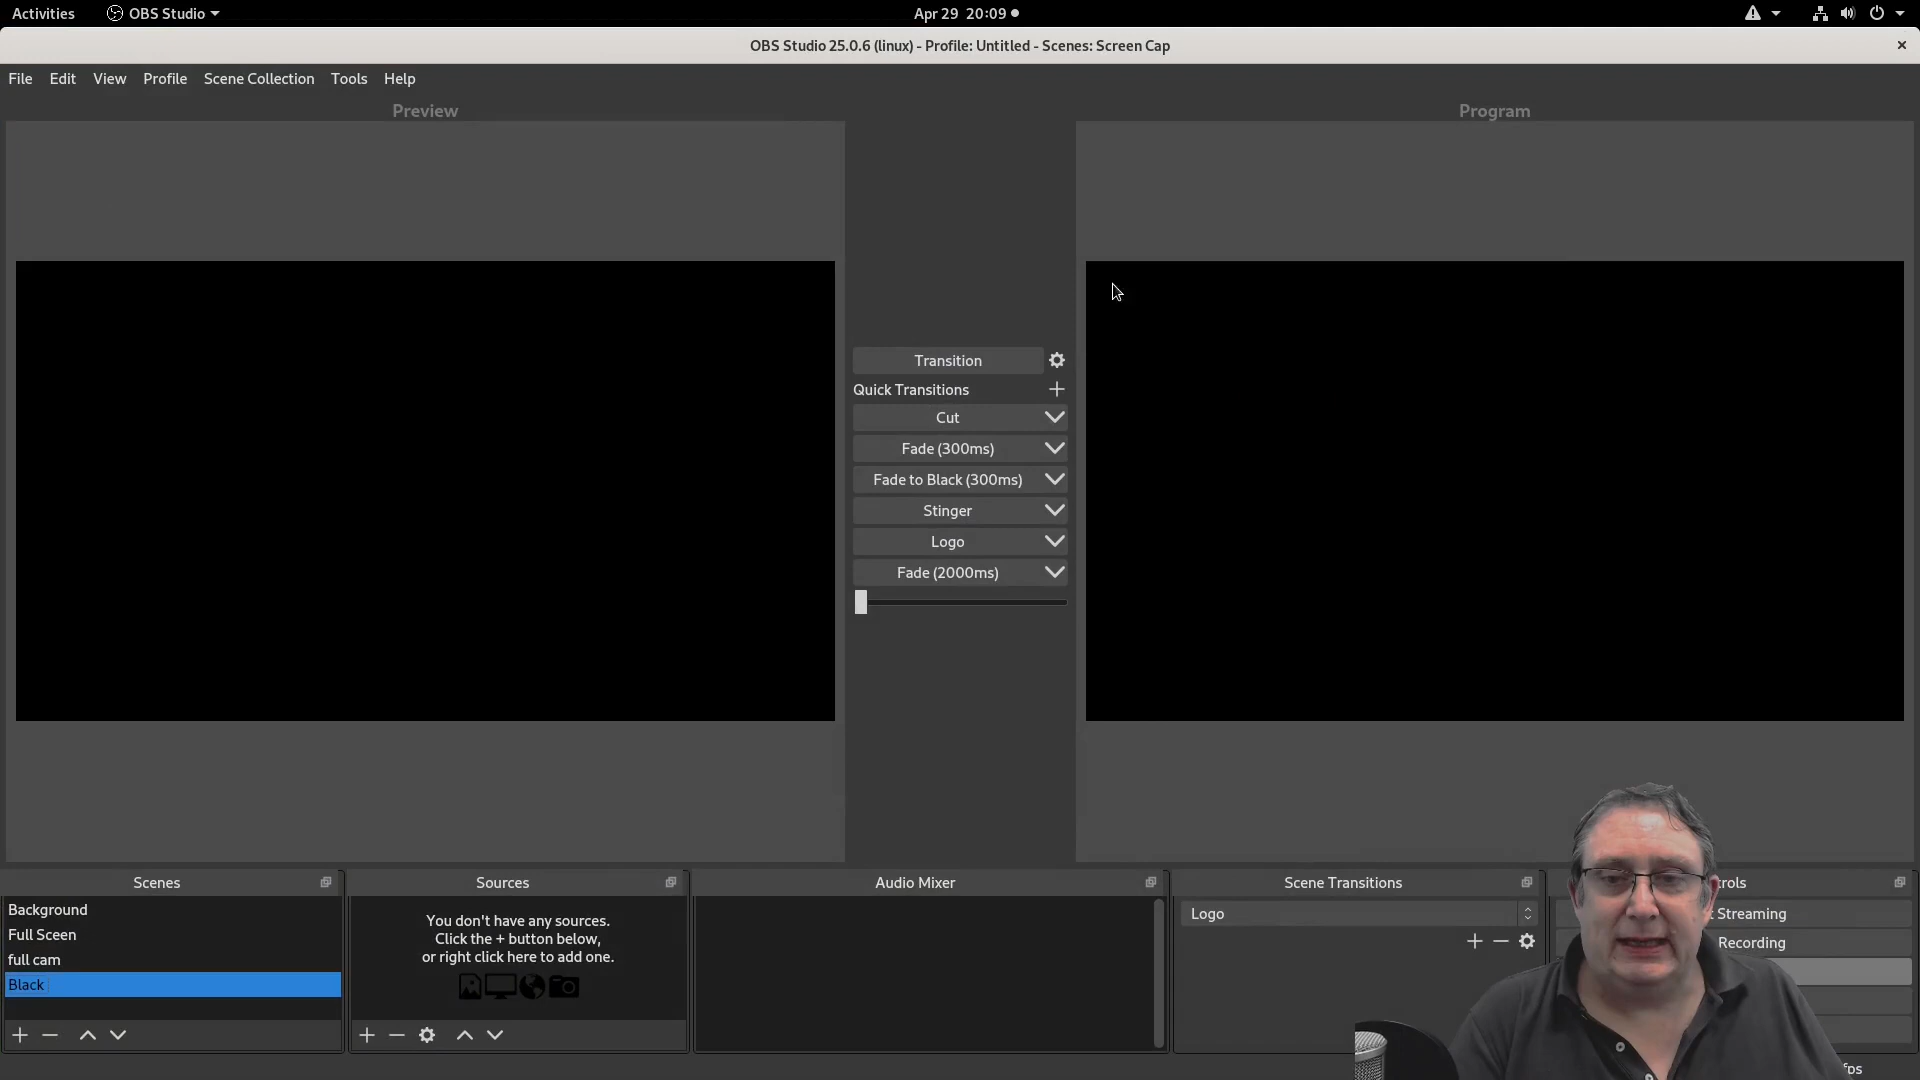 Activities
OBS Studio
Apr 29 20:09
OBS Studio 25.0.6 (linux) - Profile: Untitled - Scenes: Screen Cap
File Edit View Profile Scene Collection Tools Help
Preview
Program
Transition
Quick Transitions
Cut
Fade (300ms)
Fade to Black (300ms)
Stinger
Logo
Fade (2000ms)
Scenes
Background
Full Sceen
full cam
Black
Sources
You don't have any sources.
Click the + button below,
or right click here to add one.
Audio Mixer
Scene Transitions
Logo
Streaming
Recording